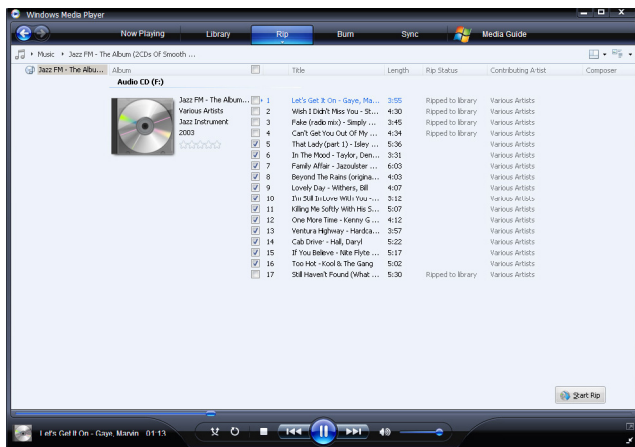 Windows Media Player
Now Playing Library Rip Burn Sync Media Guide
Music Jazz FM - The Album (2CDs Of Smooth ...
Jazz FM - The Albu... Album Title Length Rip Status Contributing Artist Composer
Audio CD (F:)
Jazz FM - The Album... 1 Let's Get It On - Gaye, Ma... 3:55 Ripped to library Various Artists
Various Artists 2 Wish I Didn't Miss You - St... 4:30 Ripped to library Various Artists
Jazz Instrument 3 Fake (radio mix) - Simply ... 3:45 Ripped to library Various Artists
2003 4 Can't Get You Out Of My ... 4:34 Ripped to library Various Artists
5 That Lady (part 1) - Isley ... 5:36 Various Artists
6 In The Mood - Taylor, Den... 3:31 Various Artists
7 Family Affair - Jazoulster ... 6:03 Various Artists
8 Beyond The Rains (origina... 4:03 Various Artists
9 Lovely Day - Withers, Bill 4:07 Various Artists
10 I'm Still In Love With You -... 5:12 Various Artists
11 Killing Me Softly With His S... 5:07 Various Artists
12 One More Time - Kenny G ... 4:12 Various Artists
13 Ventura Highway - Hardca... 3:57 Various Artists
14 Cab Driver - Hall, Daryl 5:22 Various Artists
15 If You Believe - Nite Flyte ... 5:17 Various Artists
16 Too Hot - Kool & The Gang 5:02 Various Artists
17 Still Haven't Found (What ... 5:30 Ripped to library Various Artists
Start Rip
Let's Get It On - Gaye, Marvin 01:13